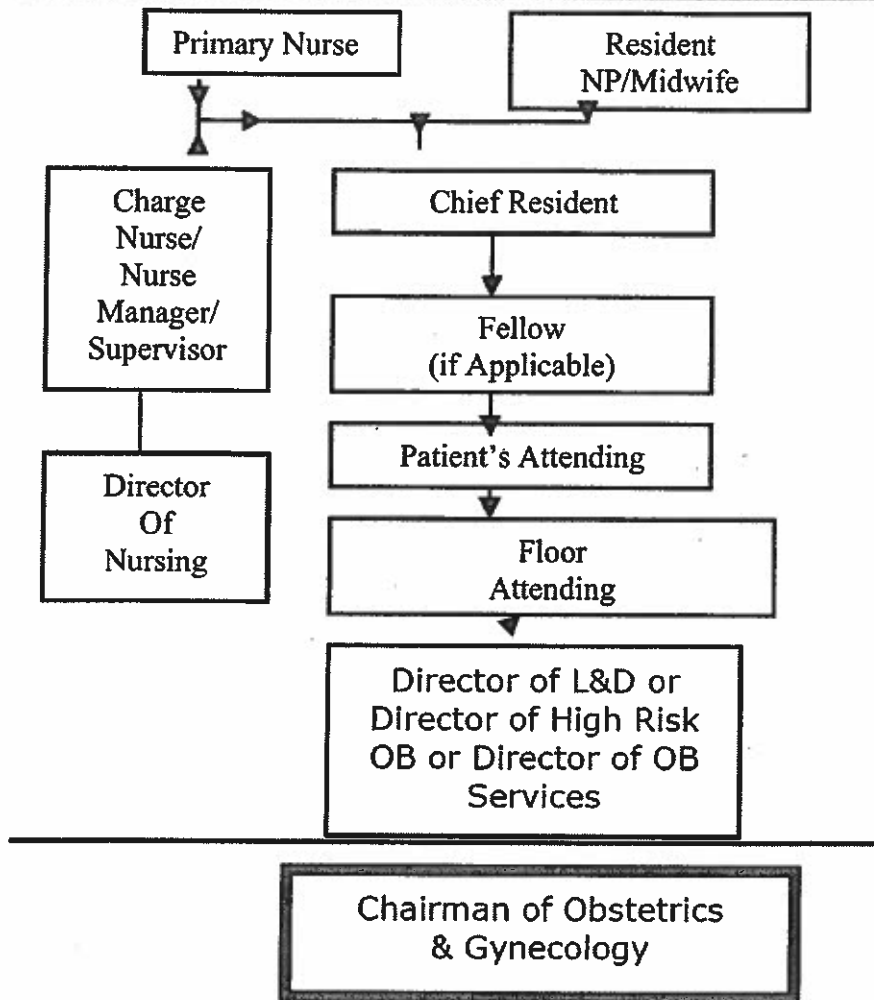 Primary Nurse
Resident
NP/Midwife
Charge
Nurse/
Nurse
Manager/
Supervisor
Chief Resident
Fellow
(if Applicable)
Patient's Attending
Director
Of
Nursing
Floor
Attending
Director of L&D or
Director of High Risk
OB or Director of OB
Services
Chairman of Obstetrics
& Gynecology